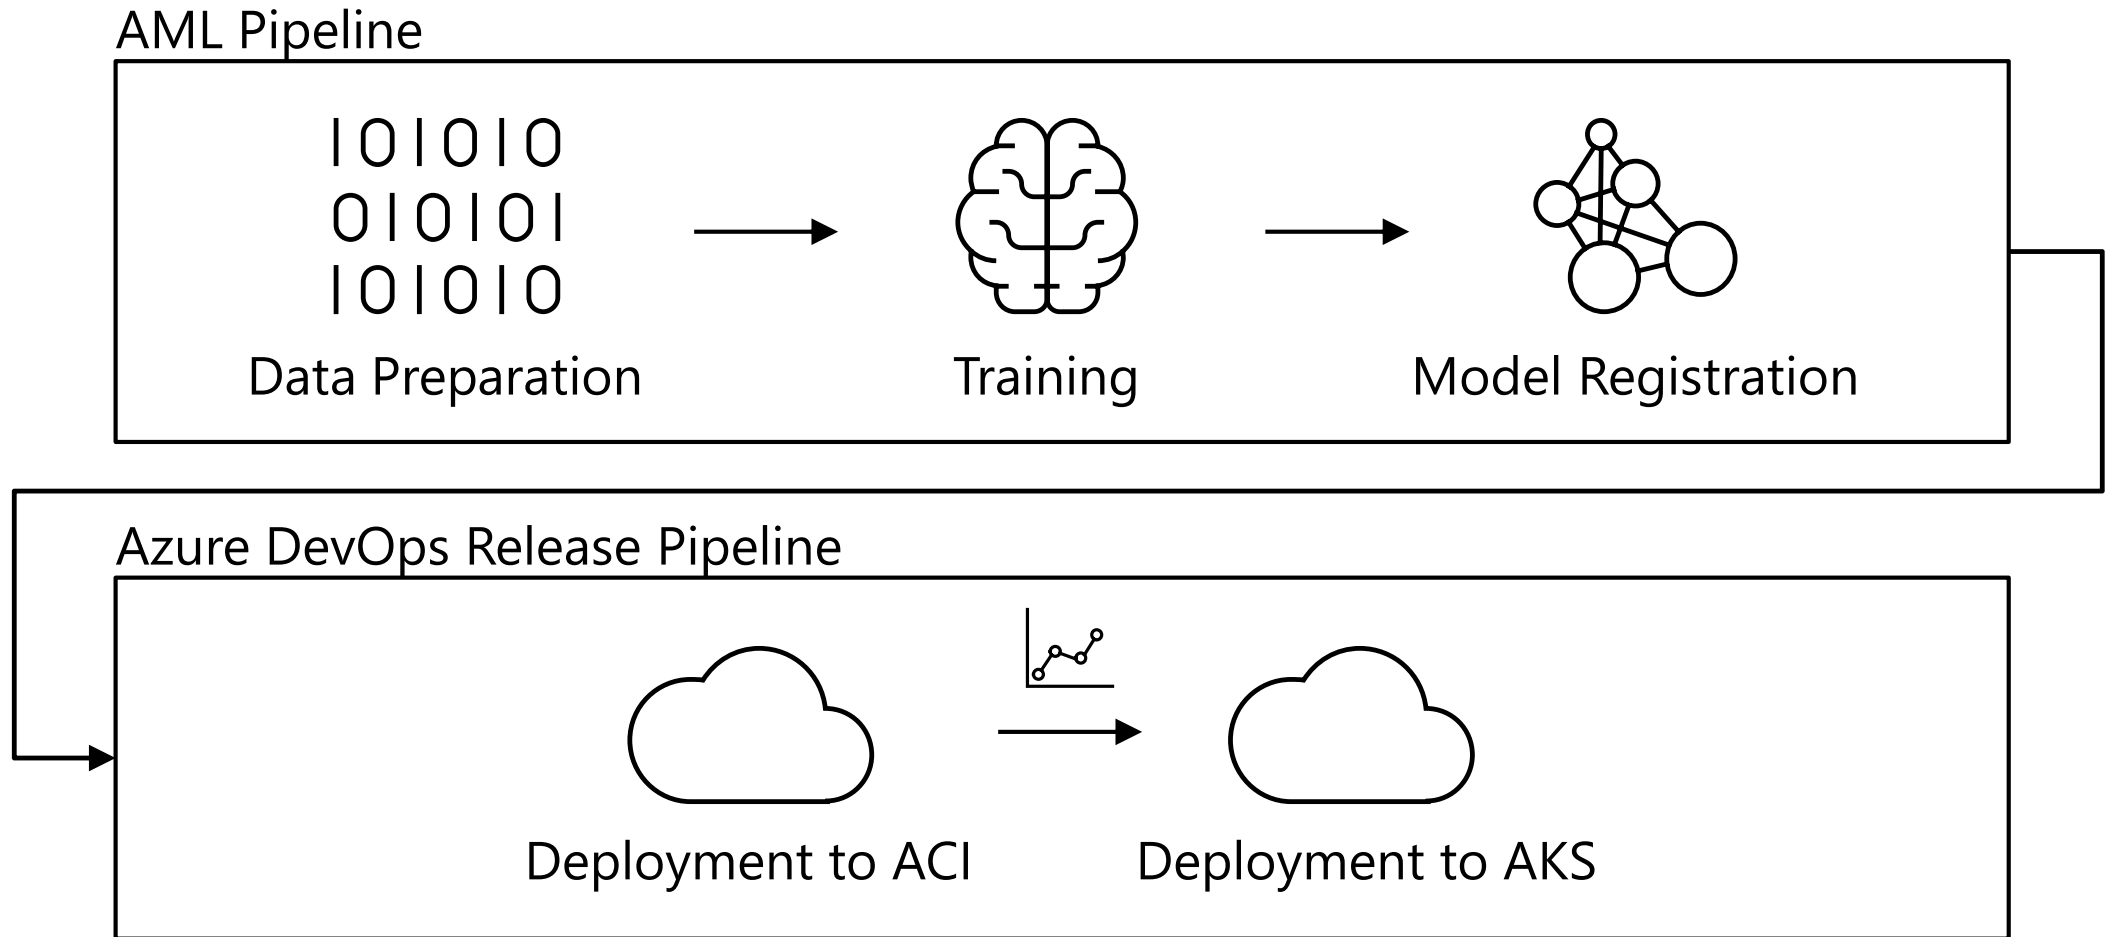 AML Pipeline
101010
010101
101010
Data Preparation
Training
Model Registration
Azure DevOps Release Pipeline
Deployment to ACI
Deployment to AKS